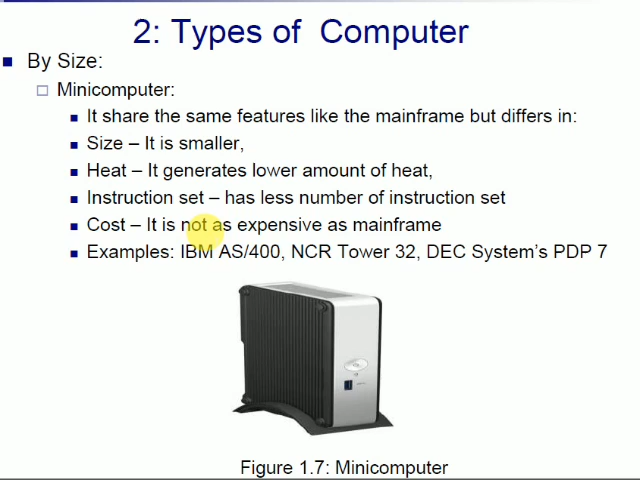 2: Types of Computer
By Size:
Minicomputer:
It share the same features like the mainframe but differs in:
Size – It is smaller,
Heat – It generates lower amount of heat,
Instruction set – has less number of instruction set
Cost – It is not as expensive as mainframe
Examples: IBM AS/400, NCR Tower 32, DEC System's PDP 7
Figure 1.7: Minicomputer